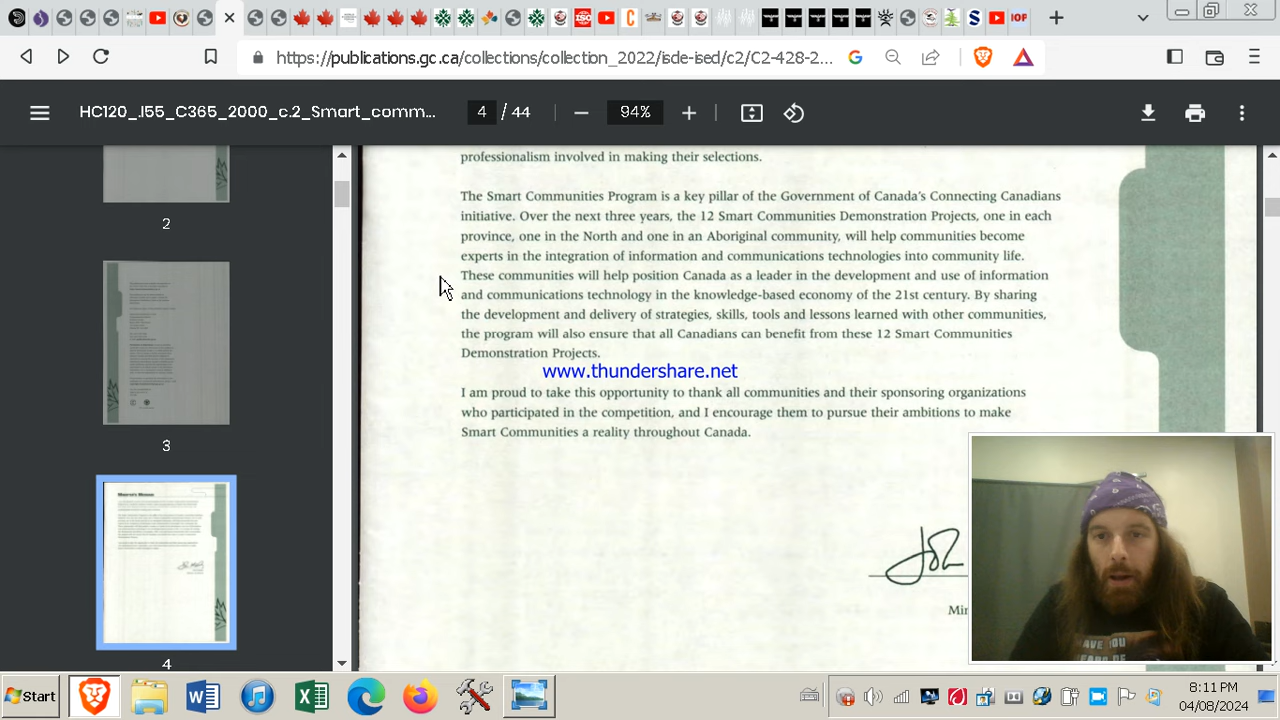 ISO
IOF
https://publications.gc.ca/collections/collection_2022/isde-ised/c2/C2-428-2...
HC120_.I55_C365_2000_c.2_Smart_comm...
4 / 44
94%
2
3
4
professionalism involved in making their selections.
The Smart Communities Program is a key pillar of the Government of Canada's Connecting Canadians
initiative. Over the next three years, the 12 Smart Communities Demonstration Projects, one in each
province, one in the North and one in an Aboriginal community, will help communities become
experts in the integration of information and communications technologies into community life.
These communities will help position Canada as a leader in the development and use of information
and communications technology in the knowledge-based economy of the 21st century. By sharing
the development and delivery of strategies, skills, tools and lessons learned with other communities,
the program will also ensure that all Canadians can benefit from these 12 Smart Communities
Demonstration Projects.
www.thundershare.net
I am proud to take this opportunity to thank all communities and their sponsoring organizations
who participated in the competition, and I encourage them to pursue their ambitions to make
Smart Communities a reality throughout Canada.
Min
HAVE YOU
Start
8:11 PM
04/08/2024